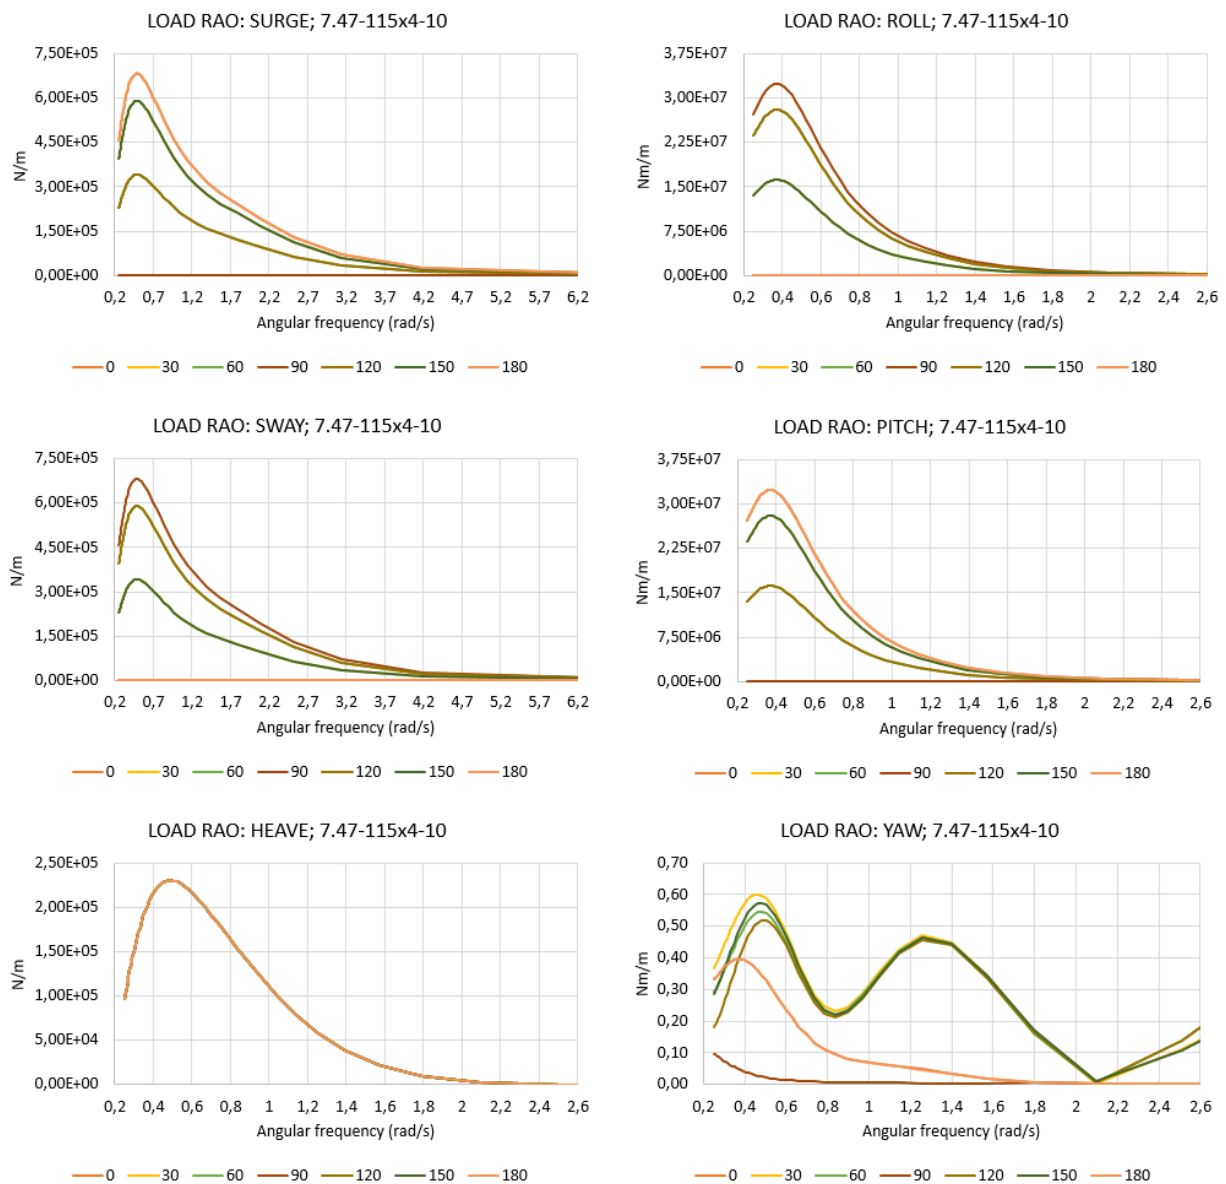 LOAD RAO: SURGE; 7.47-115x4-10
7,50E+05
6,00E+05
4,50E+05
3,00E+05
1,50E+05
0,00E+00
N/m
0,2 0,7 1,2 1,7 2,2 2,7 3,2 3,7 4,2 4,7 5,2 5,7 6,2
Angular frequency (rad/s)
0 30 60 90 120 150 180
LOAD RAO: ROLL; 7.47-115x4-10
3,75E+07
3,00E+07
2,25E+07
1,50E+07
7,50E+06
0,00E+00
Nm/m
0,2 0,4 0,6 0,8 1 1,2 1,4 1,6 1,8 2 2,2 2,4 2,6
Angular frequency (rad/s)
0 30 60 90 120 150 180
LOAD RAO: SWAY; 7.47-115x4-10
7,50E+05
6,00E+05
4,50E+05
3,00E+05
1,50E+05
0,00E+00
N/m
0,2 0,7 1,2 1,7 2,2 2,7 3,2 3,7 4,2 4,7 5,2 5,7 6,2
Angular frequency (rad/s)
0 30 60 90 120 150 180
LOAD RAO: PITCH; 7.47-115x4-10
3,75E+07
3,00E+07
2,25E+07
1,50E+07
7,50E+06
0,00E+00
Nm/m
0,2 0,4 0,6 0,8 1 1,2 1,4 1,6 1,8 2 2,2 2,4 2,6
Angular frequency (rad/s)
0 30 60 90 120 150 180
LOAD RAO: HEAVE; 7.47-115x4-10
2,50E+05
2,00E+05
1,50E+05
1,00E+05
5,00E+04
0,00E+00
N/m
0,2 0,4 0,6 0,8 1 1,2 1,4 1,6 1,8 2 2,2 2,4 2,6
Angular frequency (rad/s)
0 30 60 90 120 150 180
LOAD RAO: YAW; 7.47-115x4-10
0,70
0,60
0,50
0,40
0,30
0,20
0,10
0,00
Nm/m
0,2 0,4 0,6 0,8 1 1,2 1,4 1,6 1,8 2 2,2 2,4 2,6
Angular frequency (rad/s)
0 30 60 90 120 150 180